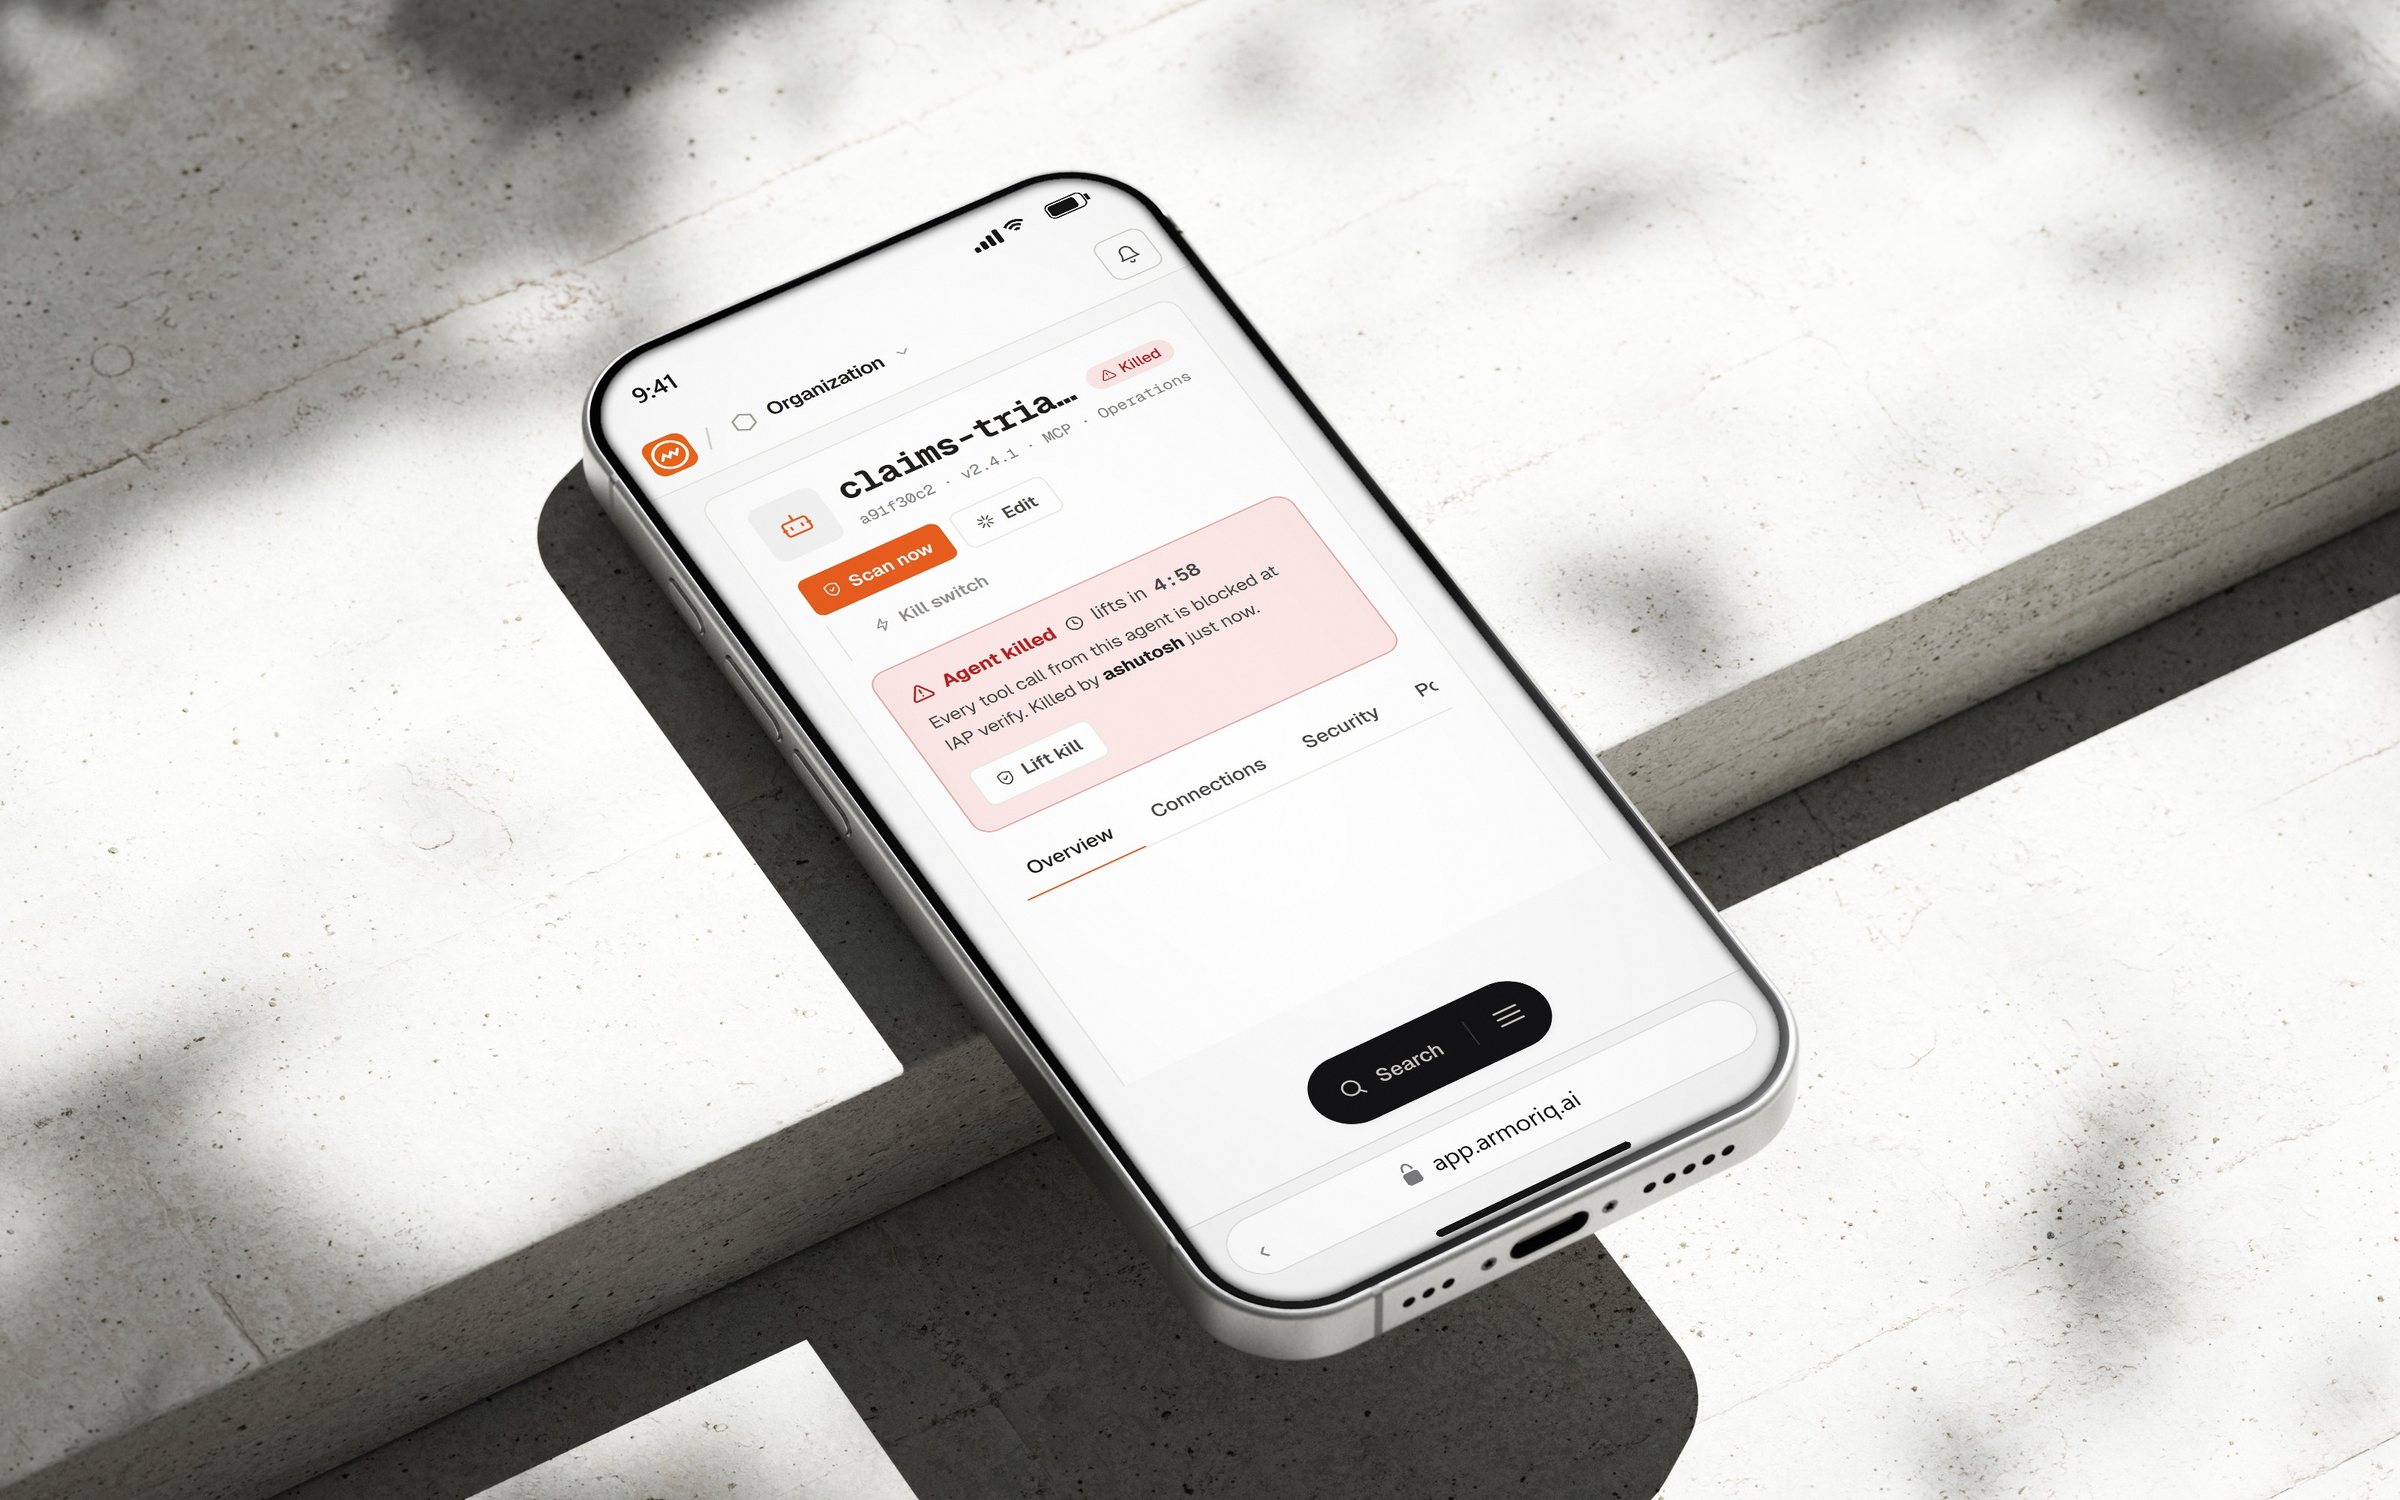 9:41
/ Organization
claims-tria...
Killed
a91f30c2 · v2.4.1 · MCP · Operations
Scan now
Edit
Kill switch
Agent killed lifts in 4:58
Every tool call from this agent is blocked at
IAP verify. Killed by ashutosh just now.
Lift kill
Overview Connections Security Po
Search
app.armoriq.ai